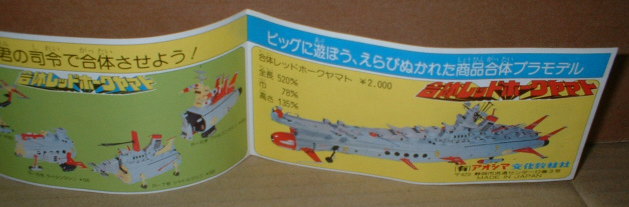 君の司令で合体させよう!
合体レッドホークヤマト
ビッグに遊ぼう、えらびぬかれた商品合体プラモデル
合体レッドホークヤマト ¥2,000
全長 520%
巾 78%
高さ 135%
合体レッドホークヤマト
(有)アオシマ文化教材社
MADE IN JAPAN